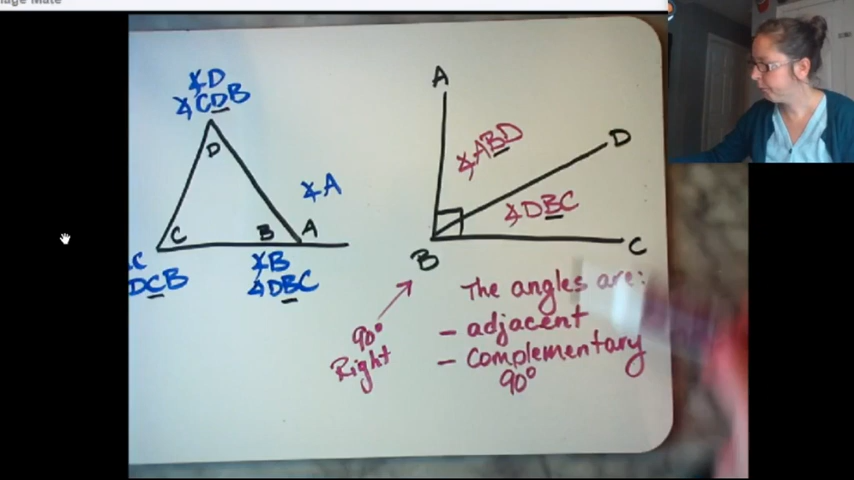 ∡D
∡CDB
D
C
B
A
∡A
∡B
∡DBC
C
DCB
A
∡ABD
D
∡DBC
B
C
90°
Right
The angles are:
- adjacent
- complementary
90°